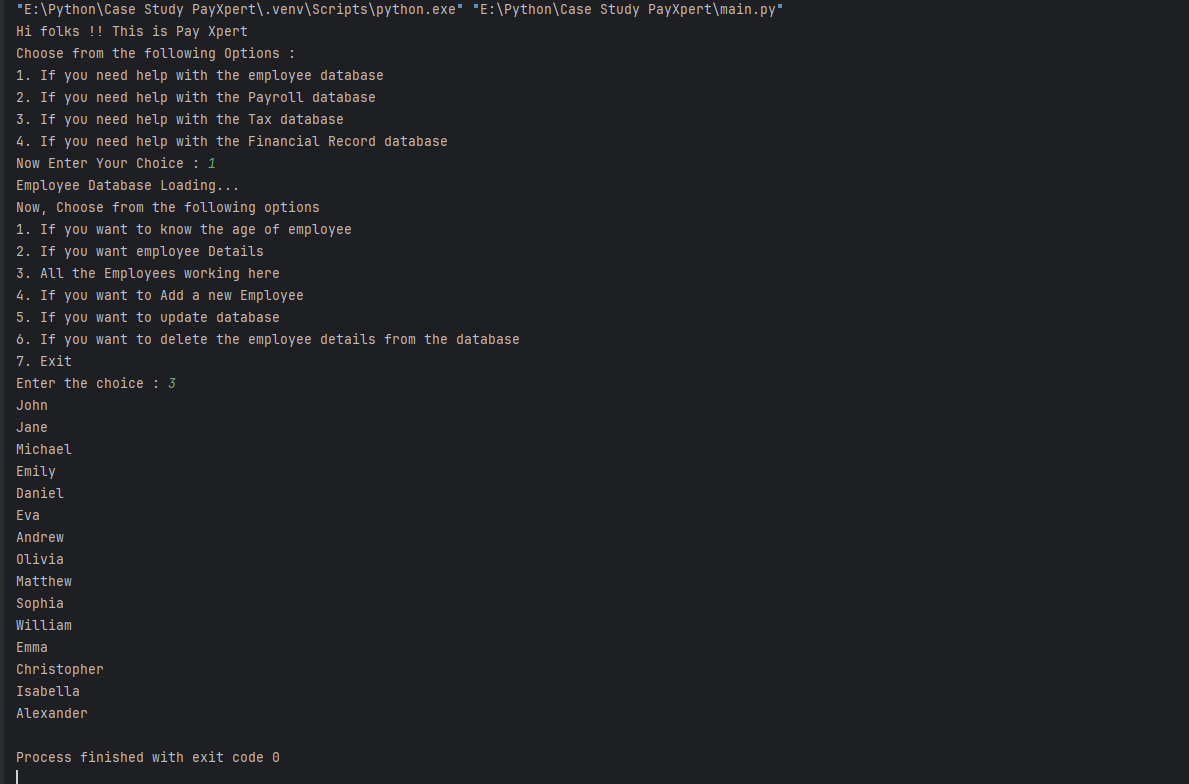 "E:\Python\Case Study PayXpert\.venv\Scripts\python.exe" "E:\Python\Case Study PayXpert\main.py"
Hi folks !! This is Pay Xpert
Choose from the following Options :
1. If you need help with the employee database
2. If you need help with the Payroll database
3. If you need help with the Tax database
4. If you need help with the Financial Record database
Now Enter Your Choice : 1
Employee Database Loading...
Now, Choose from the following options
1. If you want to know the age of employee
2. If you want employee Details
3. All the Employees working here
4. If you want to Add a new Employee
5. If you want to update database
6. If you want to delete the employee details from the database
7. Exit
Enter the choice : 3
John
Jane
Michael
Emily
Daniel
Eva
Andrew
Olivia
Matthew
Sophia
William
Emma
Christopher
Isabella
Alexander
Process finished with exit code 0